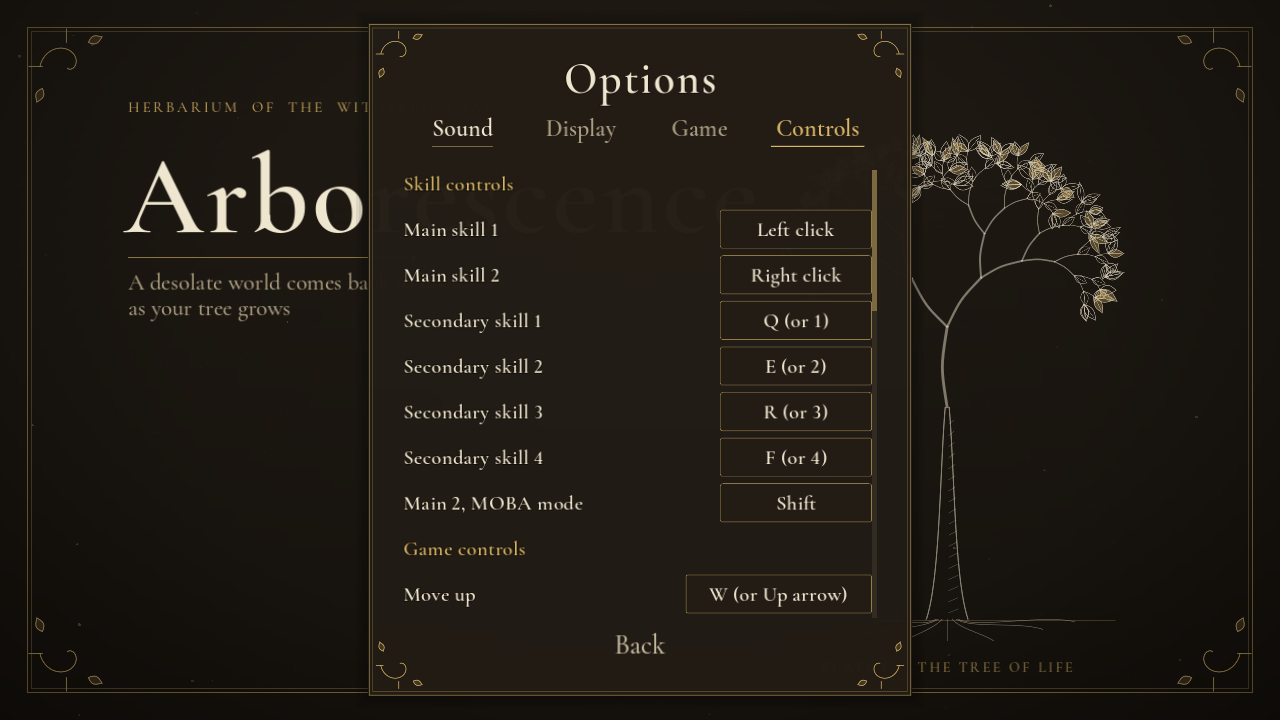 Options
Sound Display Game Controls
HERBARIUM OF THE WIT
Arborescence
A desolate world comes ba
as your tree grows
Skill controls
Main skill 1 Left click
Main skill 2 Right click
Secondary skill 1 Q (or 1)
Secondary skill 2 E (or 2)
Secondary skill 3 R (or 3)
Secondary skill 4 F (or 4)
Main 2, MOBA mode Shift
Game controls
Move up W (or Up arrow)
Back
THE TREE OF LIFE